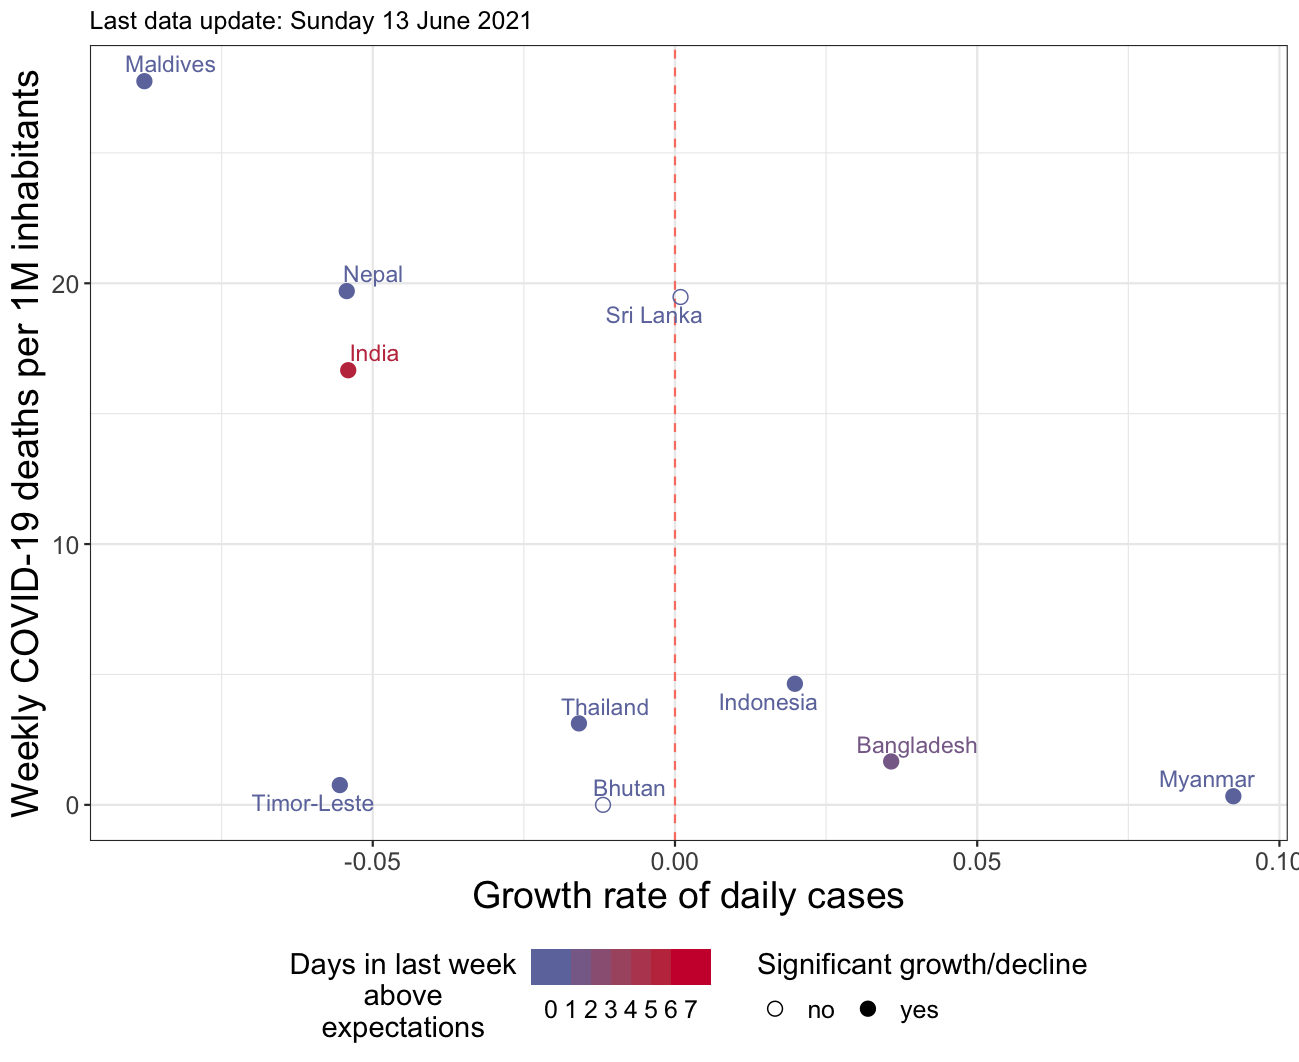 Last data update: Sunday 13 June 2021
Weekly COVID-19 deaths per 1M inhabitants
Maldives
20
Nepal
Sri Lanka
India
10
Thailand
Indonesia
Bangladesh
Timor-Leste
Bhutan
Myanmar
0
-0.05 0.00 0.05 0.10
Growth rate of daily cases
Days in last week
above
expectations
0 1 2 3 4 5 6 7
Significant growth/decline
no yes